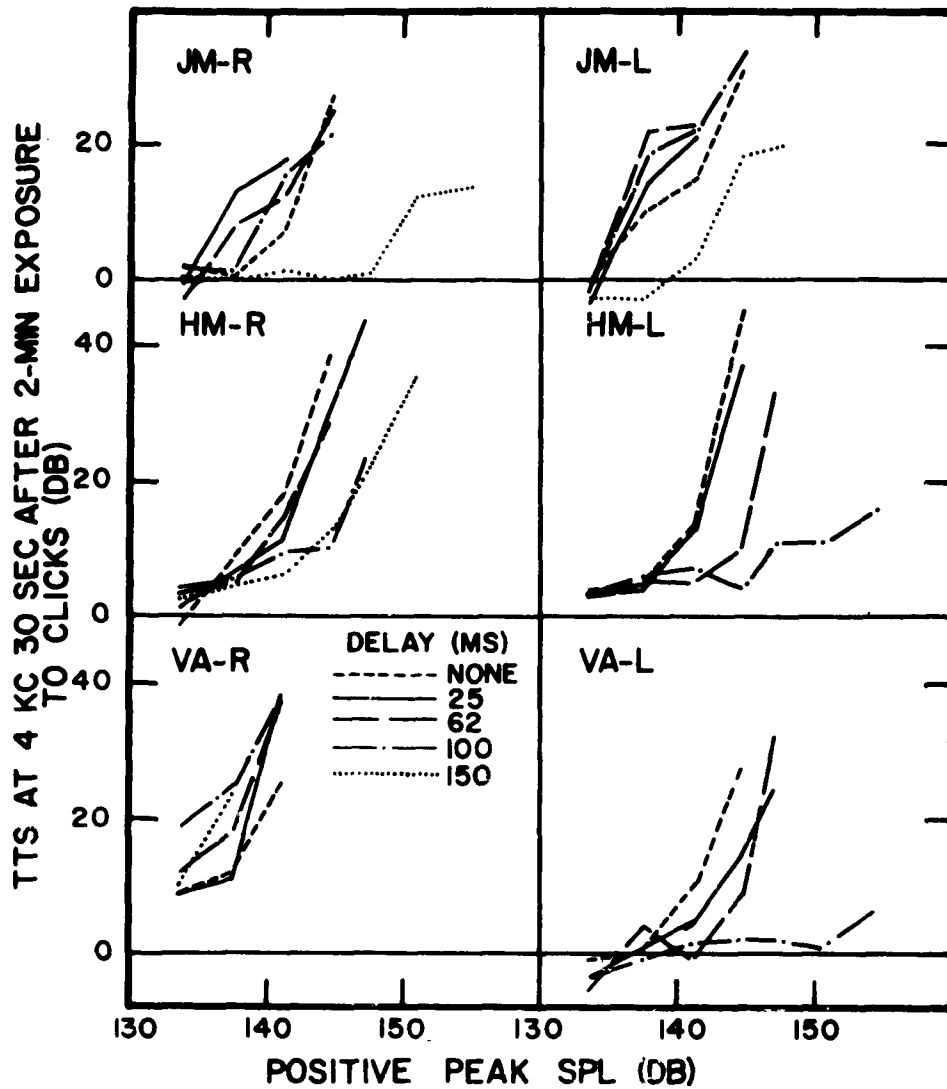 TTS AT 4 KC 30 SEC AFTER 2-MIN EXPOSURE
TO CLICKS (DB)
JM-R
JM-L
20
0
HM-R
HM-L
40
20
0
VA-R
DELAY (MS)
NONE
25
62
100
150
VA-L
40
20
0
130
140
150
130
140
150
POSITIVE PEAK SPL (DB)